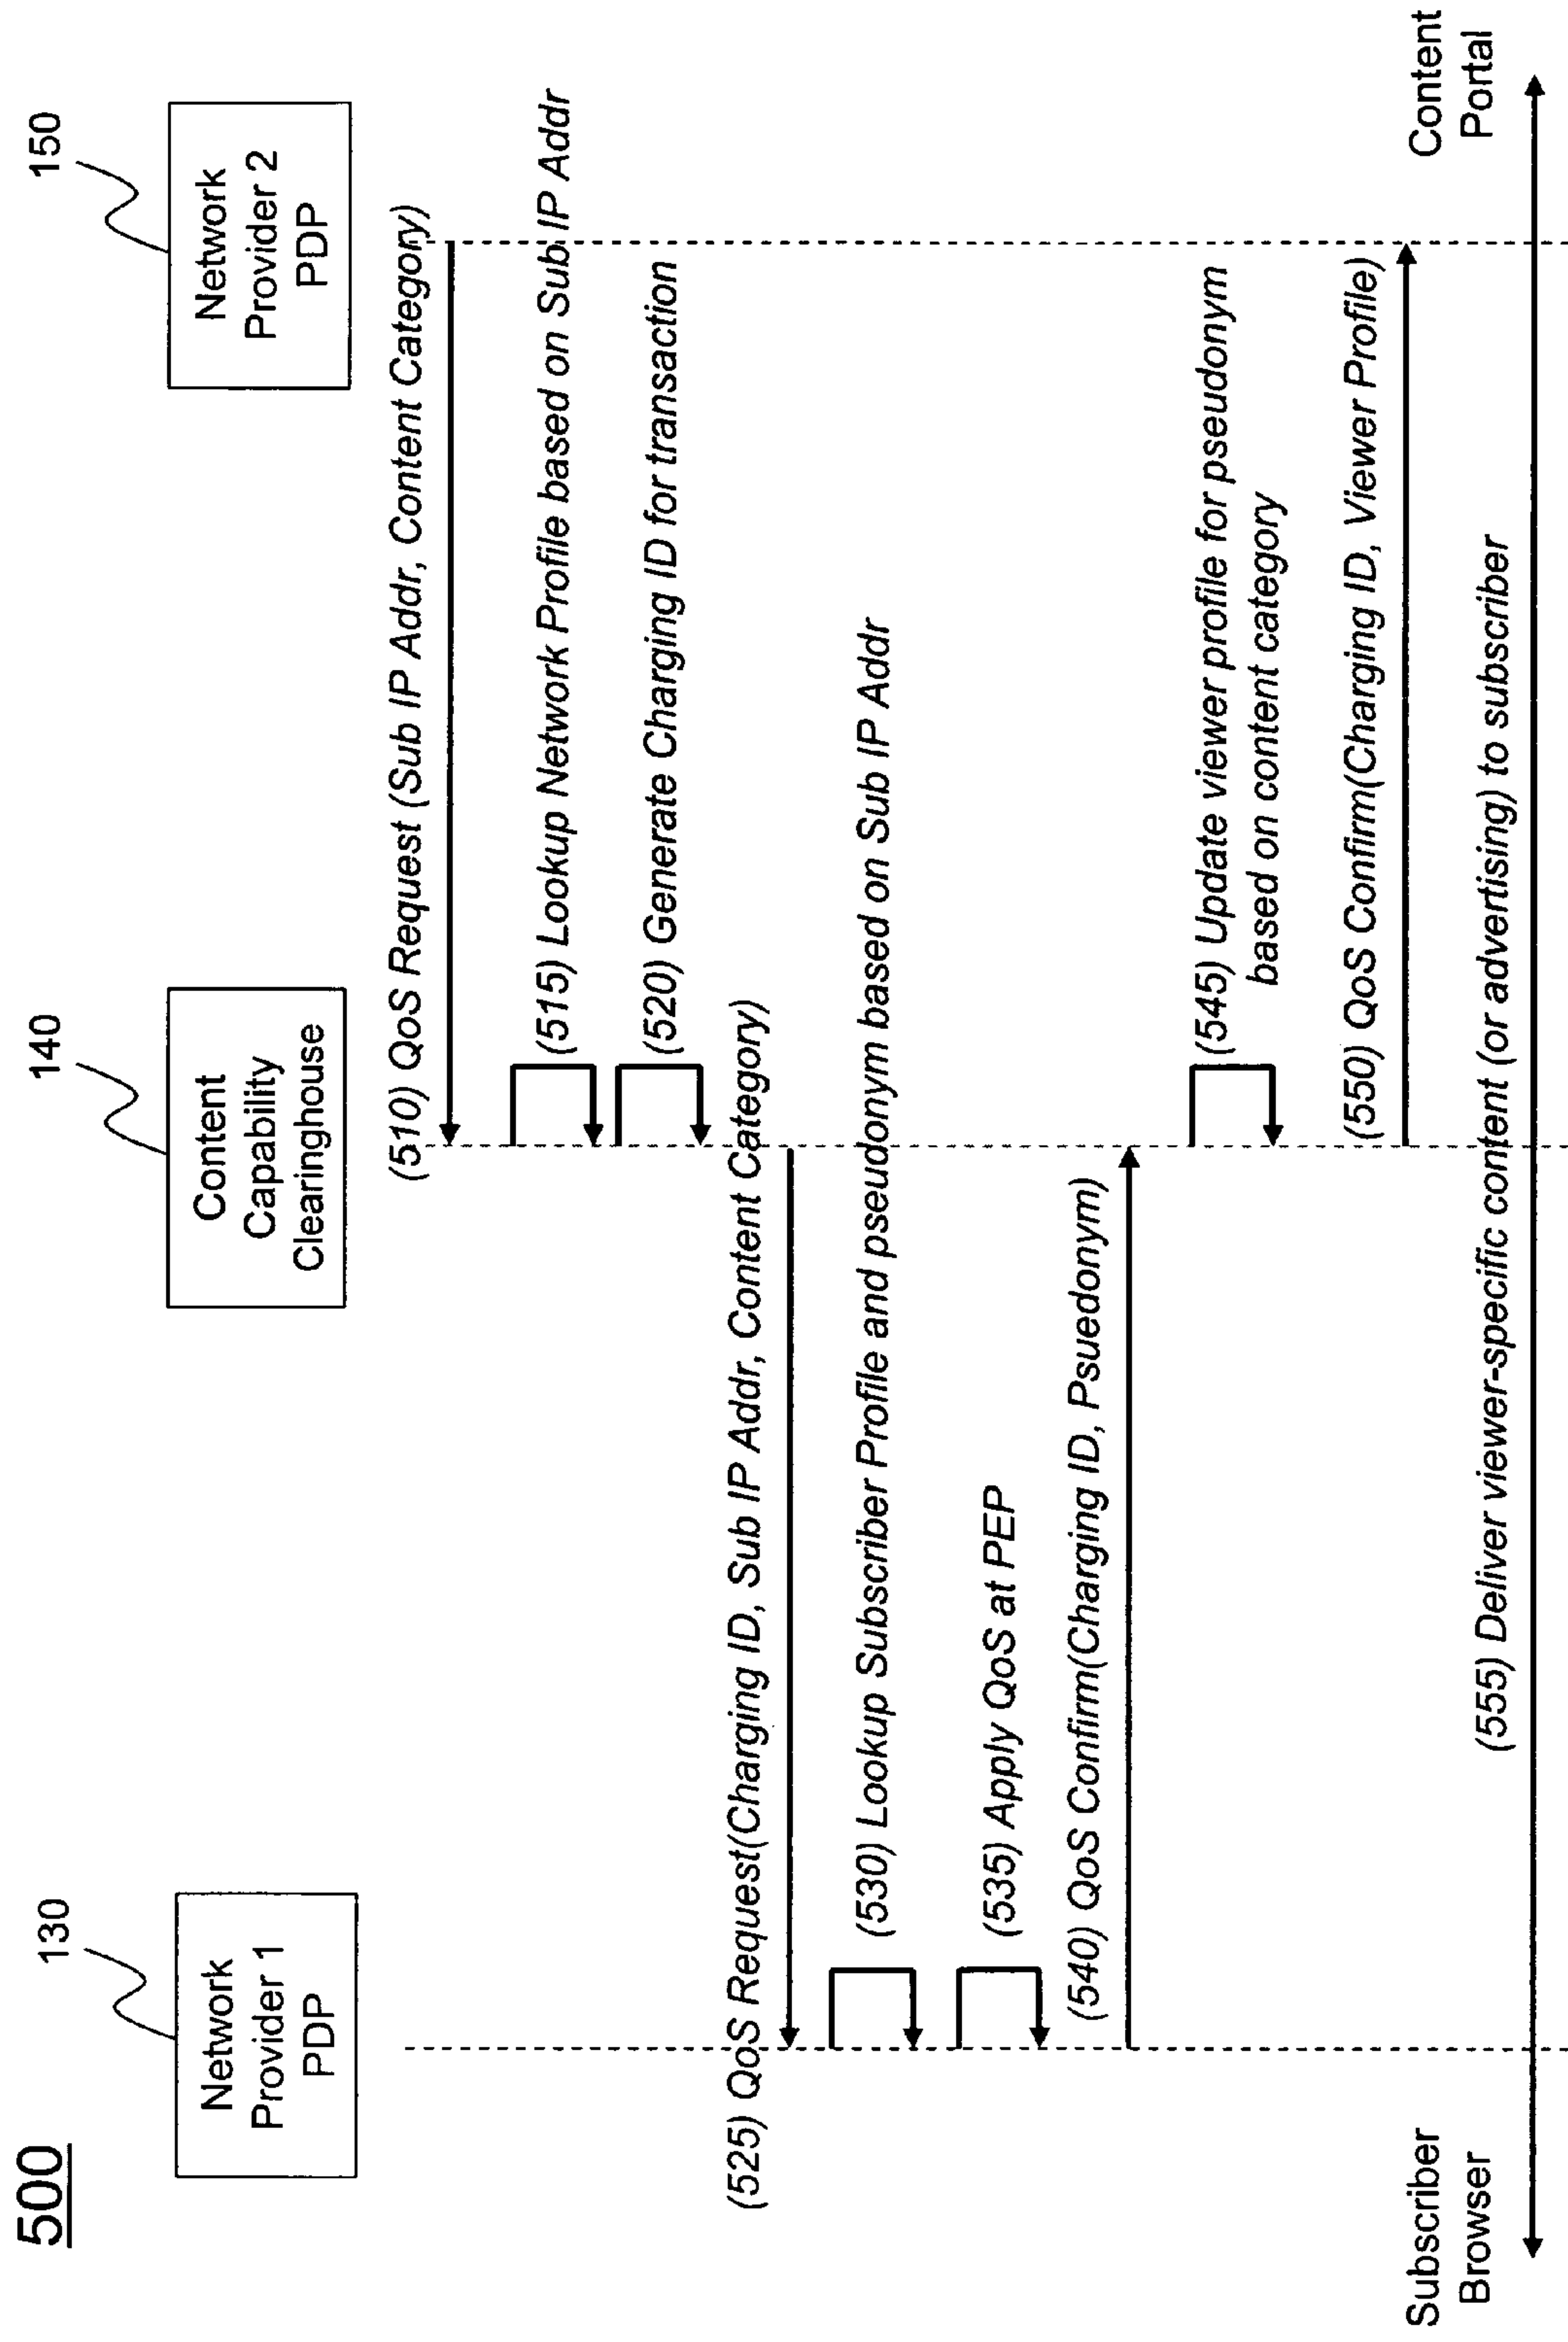 500
130
Network
Provider 1
PDP
140
Content
Capability
Clearinghouse
150
Network
Provider 2
PDP
(510) QoS Request (Sub IP Addr, Content Category)
(515) Lookup Network Profile based on Sub IP Addr
(520) Generate Charging ID for transaction
(525) QoS Request(Charging ID, Sub IP Addr, Content Category)
(530) Lookup Subscriber Profile and pseudonym based on Sub IP Addr
(535) Apply QoS at PEP
(540) QoS Confirm(Charging ID, Psuedonym)
(545) Update viewer profile for pseudonym
based on content category
(550) QoS Confirm(Charging ID, Viewer Profile)
Subscriber
Browser
(555) Deliver viewer-specific content (or advertising) to subscriber
Content
Portal